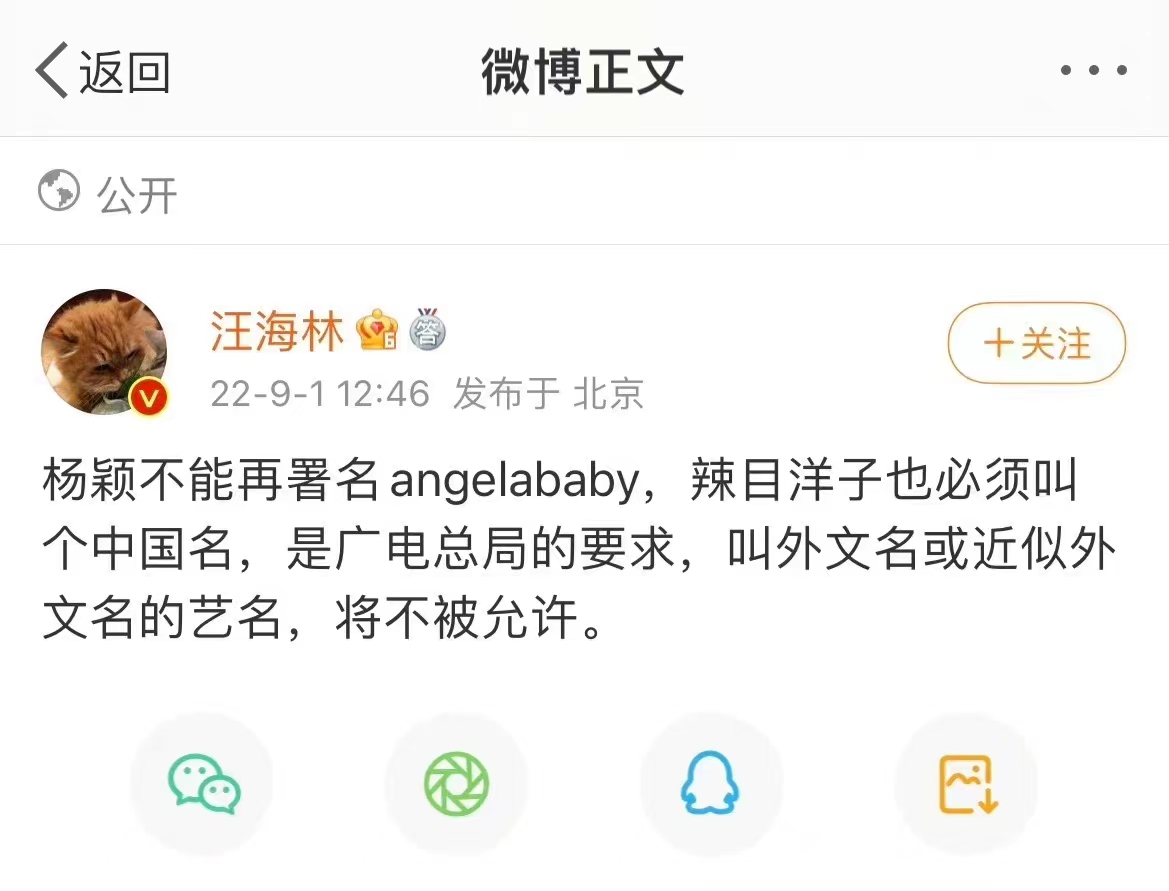 返回
微博正文
公开
汪海林
答
22-9-1 12:46 发布于 北京
+关注
杨颖不能再署名angelababy，辣目洋子也必须叫
个中国名，是广电总局的要求，叫外文名或近似外
文名的艺名，将不被允许。